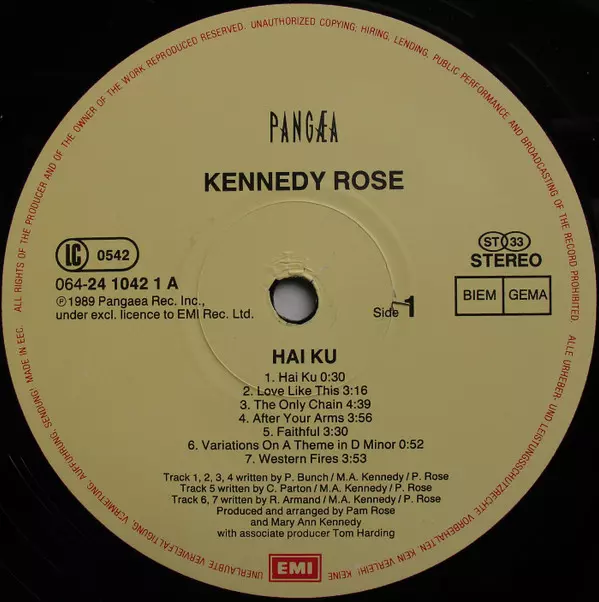 ALL RIGHTS OF THE PRODUCER AND OF THE OWNER OF THE WORK REPRODUCED RESERVED. UNAUTHORIZED COPYING, HIRING, LENDING, PUBLIC PERFORMANCE AND BROADCASTING OF THE RECORD PROHIBITED.
PANGÆA
KENNEDY ROSE
LC 0542
064-24 1042 1 A
℗1989 Pangaea Rec. Inc.,
under excl. licence to EMI Rec. Ltd.
ST 33
STEREO
BIEM GEMA
Side 1
HAI KU
1. Hai Ku 0:30
2. Love Like This 3:16
3. The Only Chain 4:39
4. After Your Arms 3:56
5. Faithful 3:30
6. Variations On A Theme in D Minor 0:52
7. Western Fires 3:53
Track 1, 2, 3, 4 written by P. Bunch / M.A. Kennedy / P. Rose
Track 5 written by C. Parton / M.A. Kennedy / P. Rose
Track 6, 7 written by R. Armand / M.A. Kennedy / P. Rose
Produced and arranged by Pam Rose
and Mary Ann Kennedy
with associate producer Tom Harding
EMI
ALLE URHEBER- UND LEISTUNGSSCHUTZRECHTE VORBEHALTEN. KEIN VERLEIH! KEINE UNERLAUBTE VERVIELFÄLTIGUNG, VERMIETUNG, AUFFÜHRUNG, SENDUNG! MADE IN EEC.